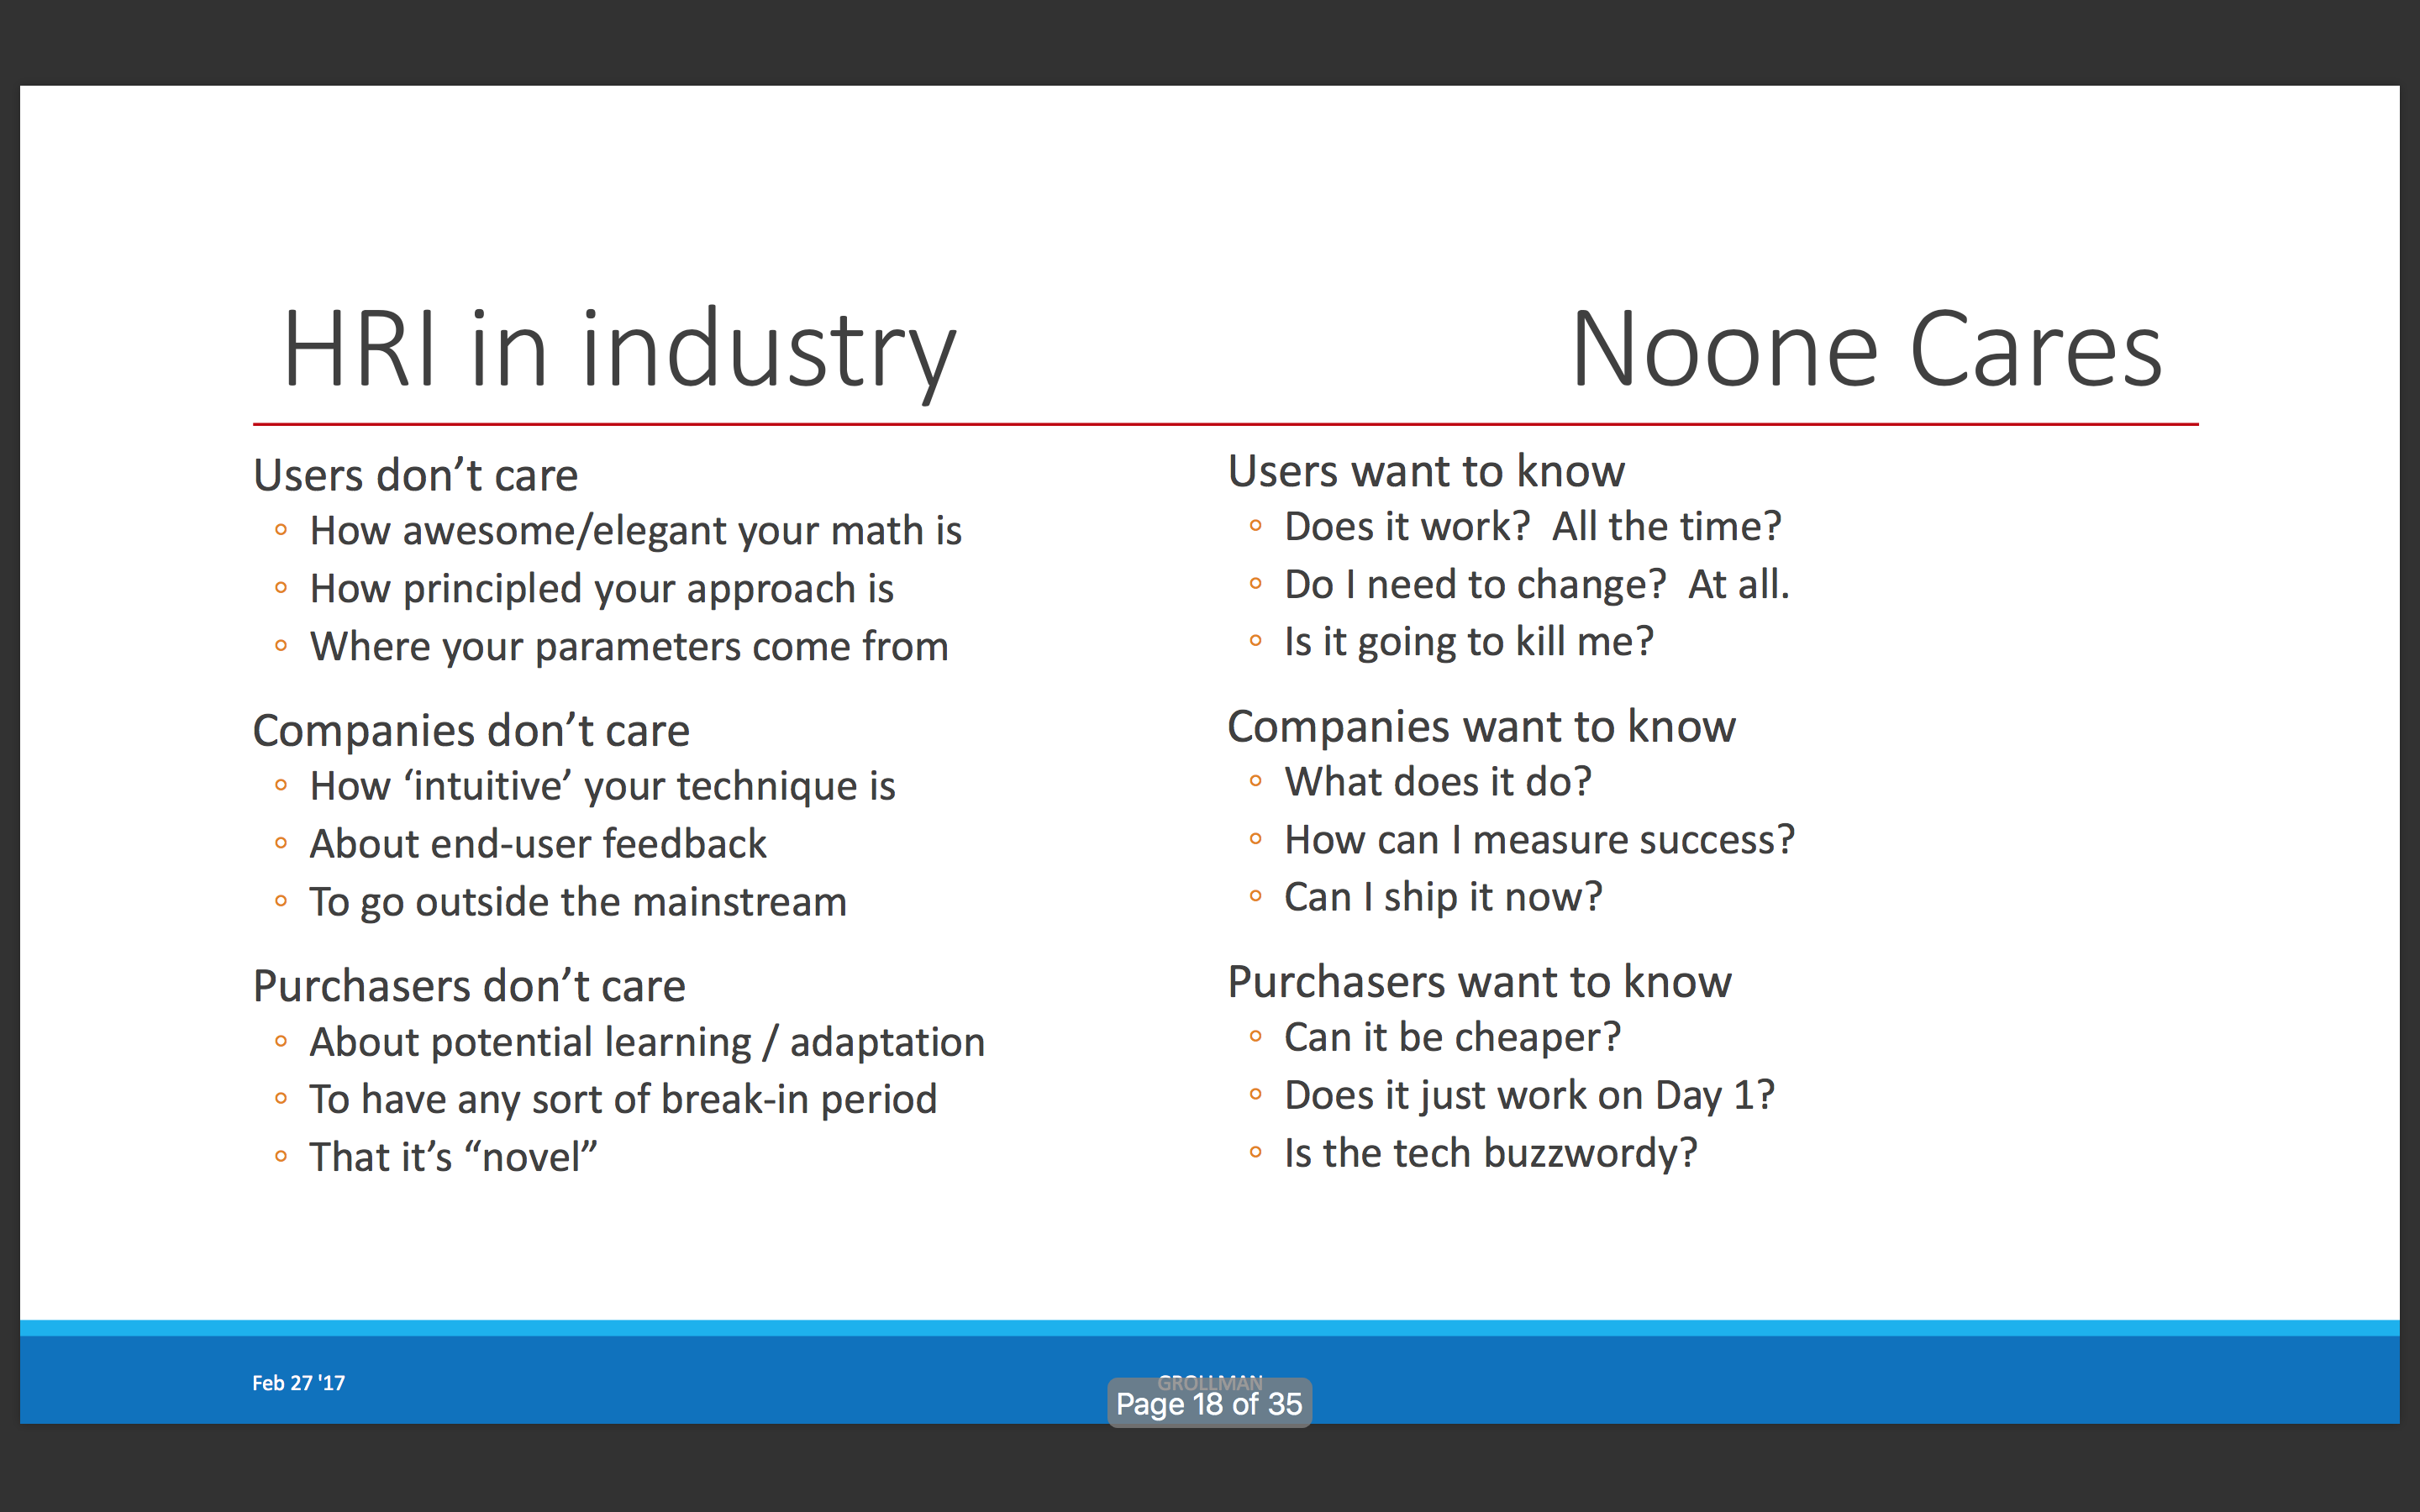 HRI in industry
Noone Cares
Users don’t care
◦ How awesome/elegant your math is
◦ How principled your approach is
◦ Where your parameters come from
Companies don’t care
◦ How ‘intuitive’ your technique is
◦ About end-user feedback
◦ To go outside the mainstream
Purchasers don’t care
◦ About potential learning / adaptation
◦ To have any sort of break-in period
◦ That it’s “novel”
Users want to know
◦ Does it work?  All the time?
◦ Do I need to change?  At all.
◦ Is it going to kill me?
Companies want to know
◦ What does it do?
◦ How can I measure success?
◦ Can I ship it now?
Purchasers want to know
◦ Can it be cheaper?
◦ Does it just work on Day 1?
◦ Is the tech buzzwordy?
Feb 27 '17
GROLLMAN
Page 18 of 35